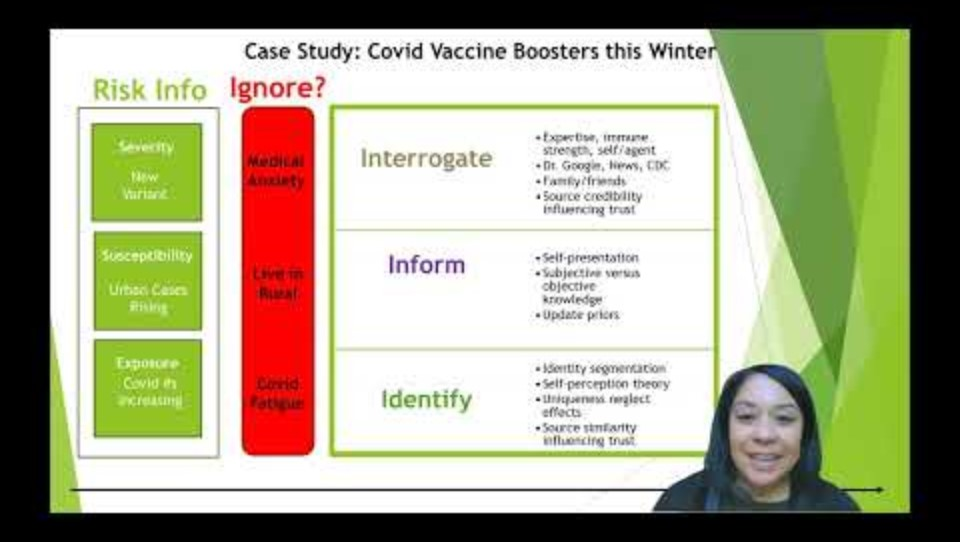 Case Study: Covid Vaccine Boosters this Winter
Risk Info
Ignore?
Severity
New
Variant
Susceptibility
Urban Cases
Rising
Exposure
Covid #s
Increasing
Medical
Anxiety
Live in
Rural
Covid
Fatigue
Interrogate
•Expertise, immune
strength, self/agent
•Dr. Google, News, CDC
•Family/friends
•Source credibility
influencing trust
Inform
•Self-presentation
•Subjective versus
objective
knowledge
•Update priors
Identify
•Identity segmentation
•Self-perception theory
•Uniqueness neglect
effects
•Source similarity
influencing trust